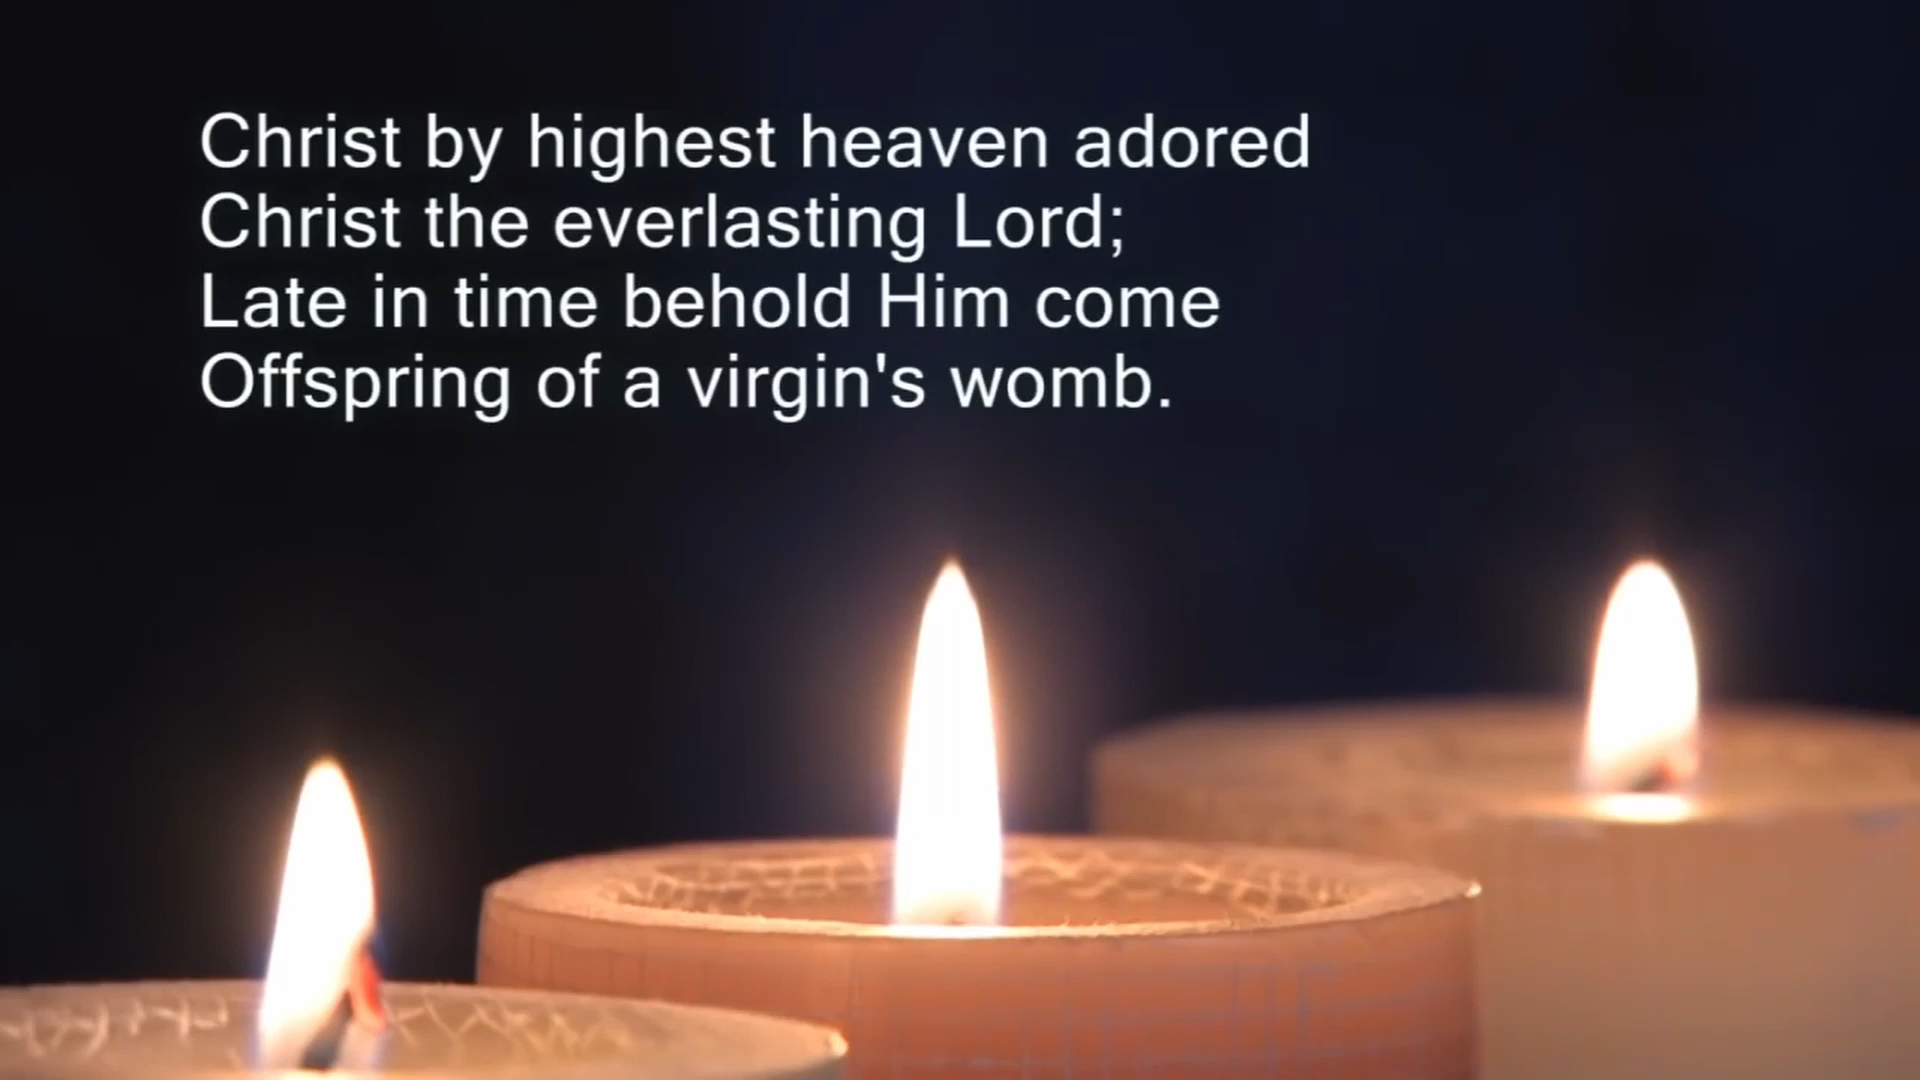 Christ by highest heaven adored
Christ the everlasting Lord;
Late in time behold Him come
Offspring of a virgin's womb.